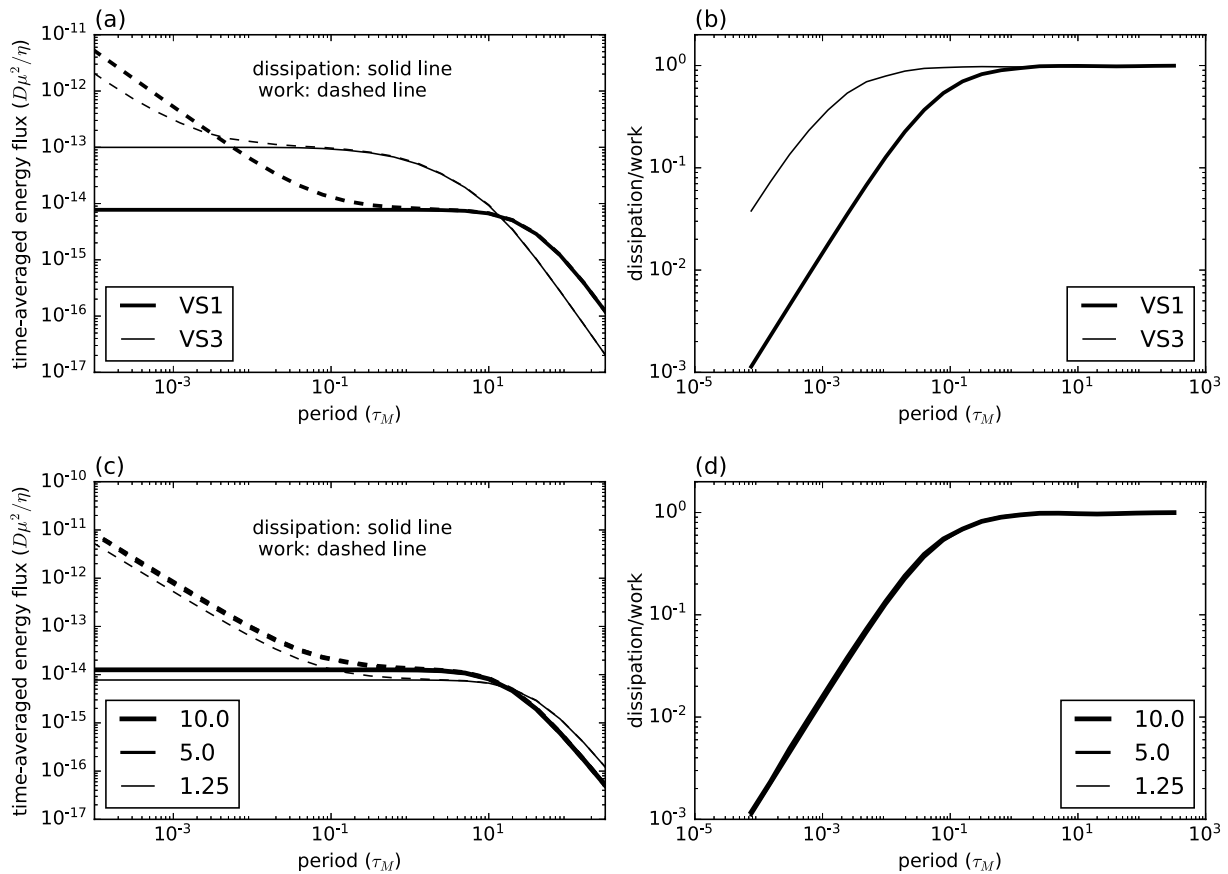 (a)
time-averaged energy flux (Dμ²/η)
10⁻¹¹
10⁻¹²
10⁻¹³
10⁻¹⁴
10⁻¹⁵
10⁻¹⁶
10⁻¹⁷
dissipation: solid line
work: dashed line
VS1
VS3
10⁻³
10⁻¹
10¹
period (τ_M)
(b)
dissipation/work
10⁰
10⁻¹
10⁻²
10⁻³
VS1
VS3
10⁻⁵
10⁻³
10⁻¹
10¹
10³
period (τ_M)
(c)
time-averaged energy flux (Dμ²/η)
10⁻¹⁰
10⁻¹¹
10⁻¹²
10⁻¹³
10⁻¹⁴
10⁻¹⁵
10⁻¹⁶
10⁻¹⁷
dissipation: solid line
work: dashed line
10.0
5.0
1.25
10⁻³
10⁻¹
10¹
period (τ_M)
(d)
dissipation/work
10⁰
10⁻¹
10⁻²
10⁻³
10.0
5.0
1.25
10⁻⁵
10⁻³
10⁻¹
10¹
10³
period (τ_M)